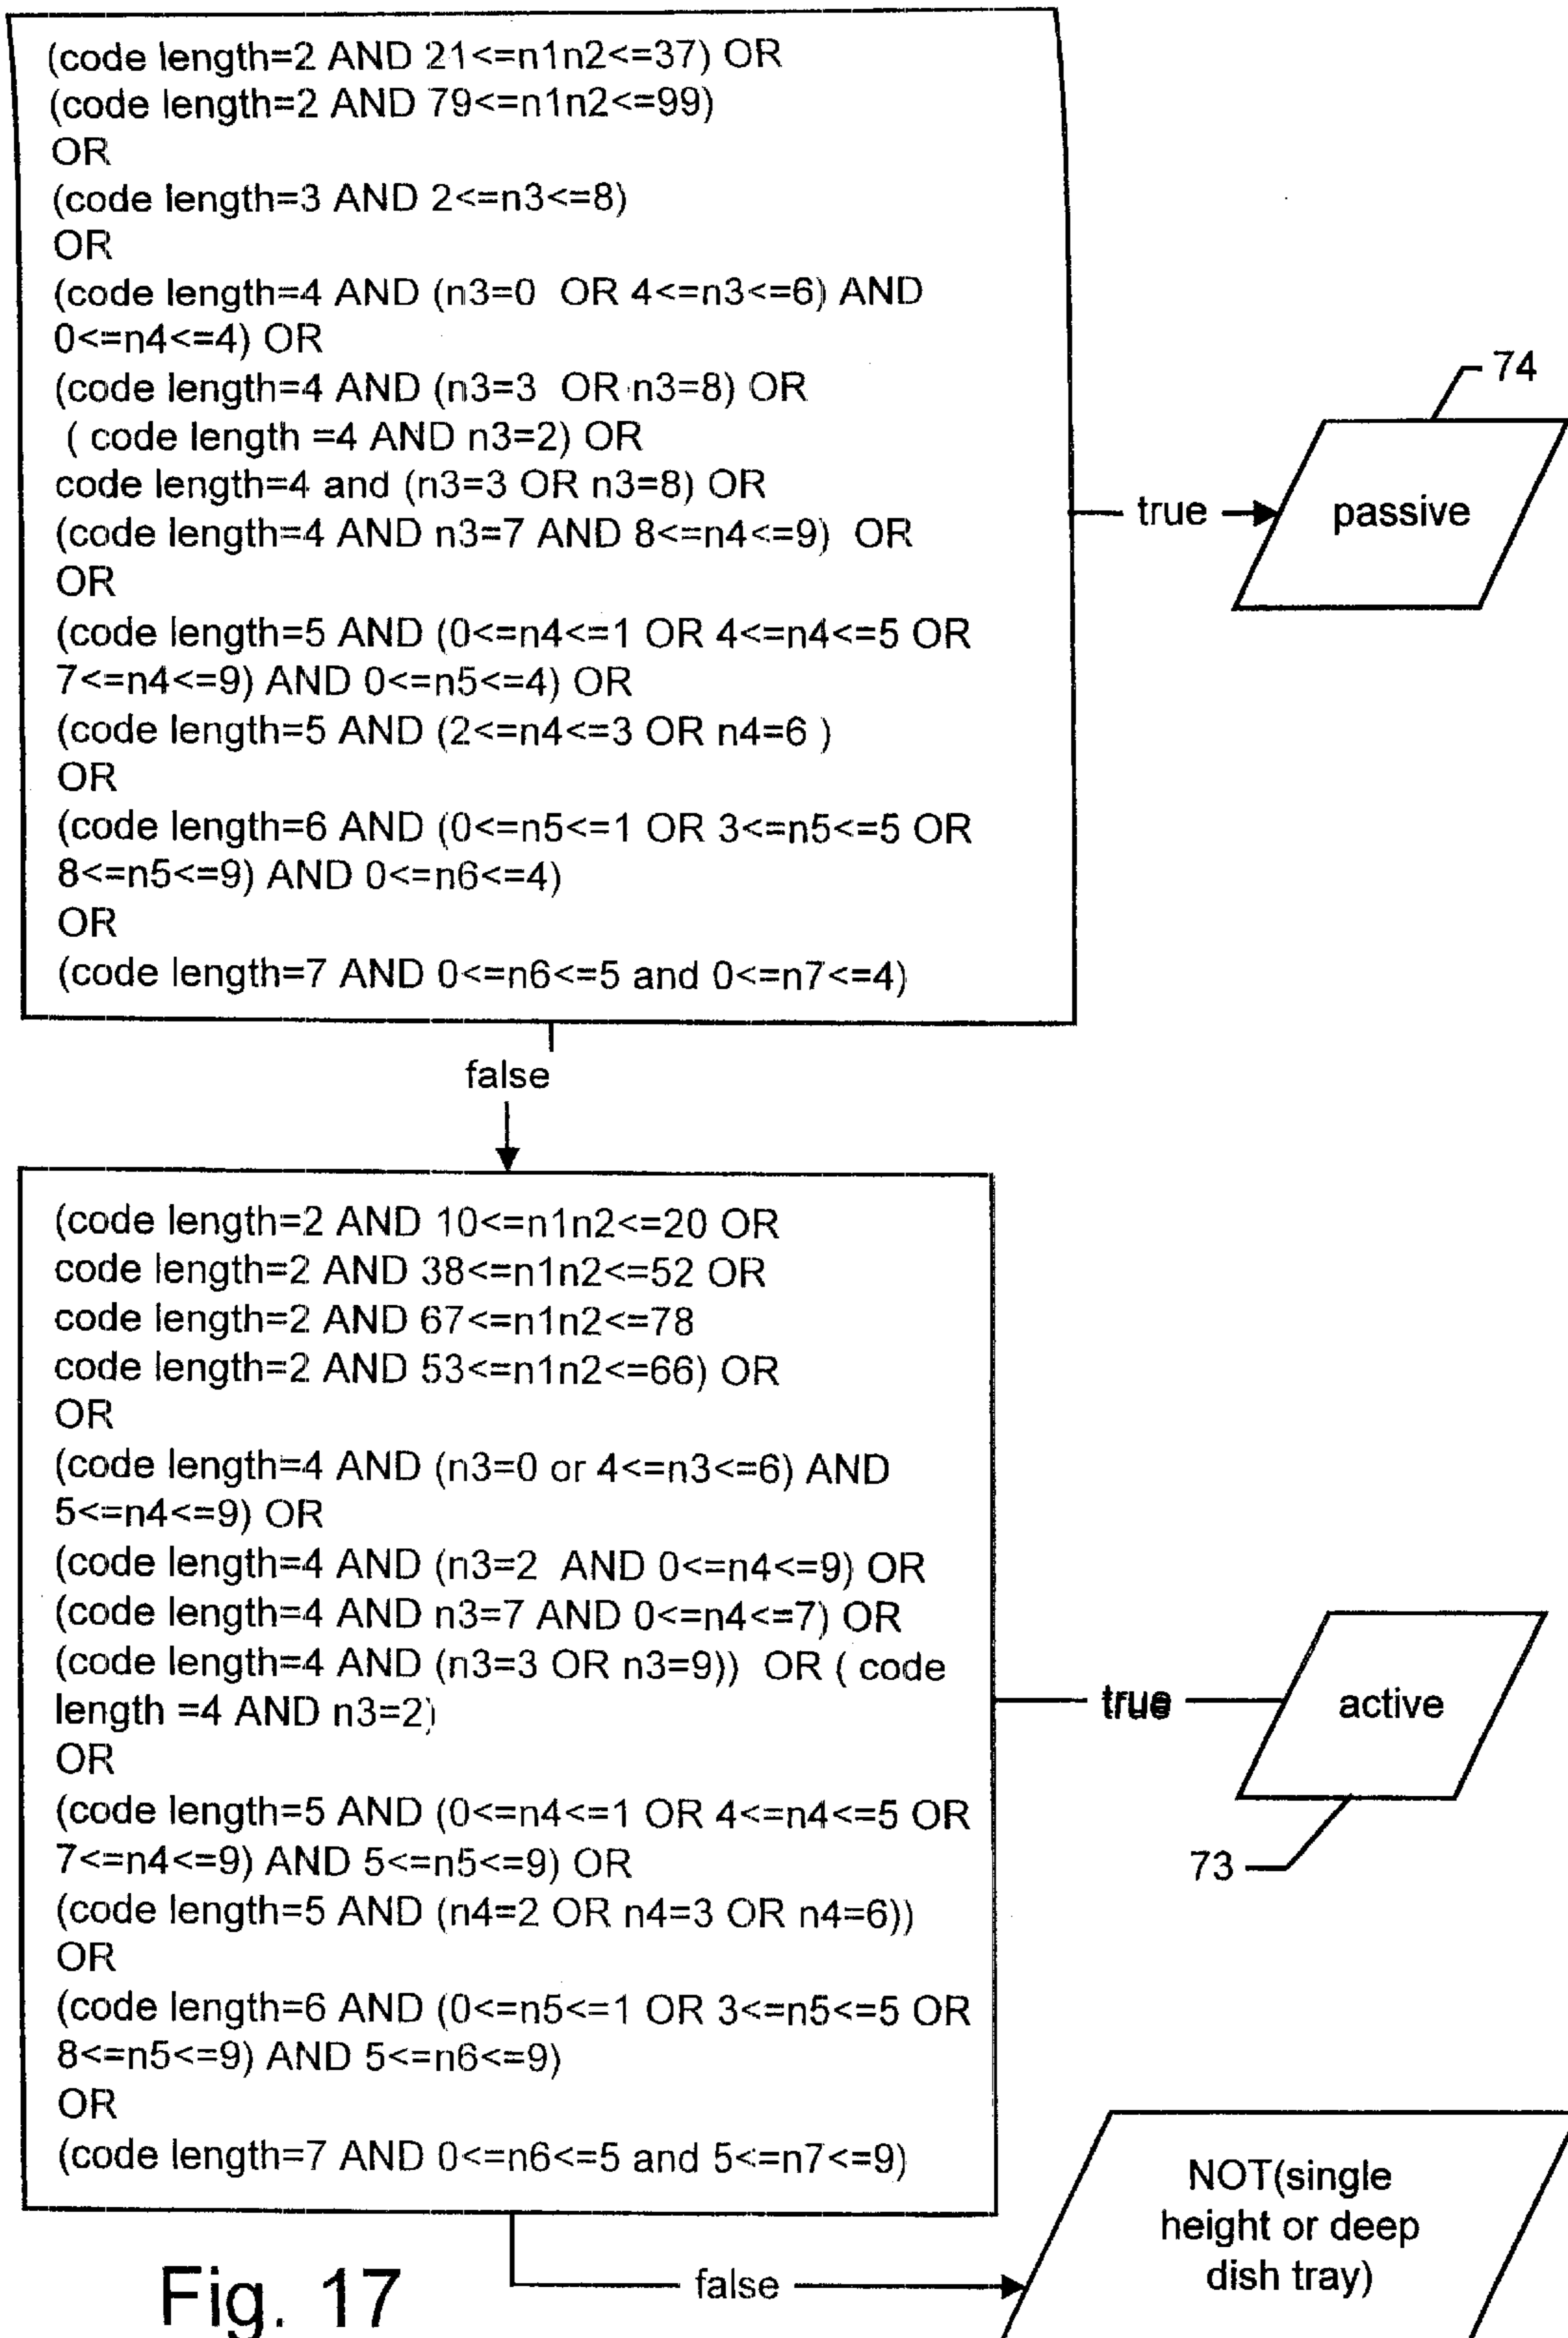 (code length=2 AND 21<=n1n2<=37) OR
(code length=2 AND 79<=n1n2<=99)
OR
(code length=3 AND 2<=n3<=8)
OR
(code length=4 AND (n3=0 OR 4<=n3<=6) AND
0<=n4<=4) OR
(code length=4 AND (n3=3 OR n3=8) OR
( code length =4 AND n3=2) OR
code length=4 and (n3=3 OR n3=8) OR
(code length=4 AND n3=7 AND 8<=n4<=9) OR
OR
(code length=5 AND (0<=n4<=1 OR 4<=n4<=5 OR
7<=n4<=9) AND 0<=n5<=4) OR
(code length=5 AND (2<=n4<=3 OR n4=6 )
OR
(code length=6 AND (0<=n5<=1 OR 3<=n5<=5 OR
8<=n5<=9) AND 0<=n6<=4)
OR
(code length=7 AND 0<=n6<=5 and 0<=n7<=4)
74
true
passive
false
(code length=2 AND 10<=n1n2<=20 OR
code length=2 AND 38<=n1n2<=52 OR
code length=2 AND 67<=n1n2<=78
code length=2 AND 53<=n1n2<=66) OR
OR
(code length=4 AND (n3=0 or 4<=n3<=6) AND
5<=n4<=9) OR
(code length=4 AND (n3=2 AND 0<=n4<=9) OR
(code length=4 AND n3=7 AND 0<=n4<=7) OR
(code length=4 AND (n3=3 OR n3=9)) OR ( code
length =4 AND n3=2)
OR
(code length=5 AND (0<=n4<=1 OR 4<=n4<=5 OR
7<=n4<=9) AND 5<=n5<=9) OR
(code length=5 AND (n4=2 OR n4=3 OR n4=6))
OR
(code length=6 AND (0<=n5<=1 OR 3<=n5<=5 OR
8<=n5<=9) AND 5<=n6<=9)
OR
(code length=7 AND 0<=n6<=5 and 5<=n7<=9)
true
active
73
false
NOT(single
height or deep
dish tray)
Fig. 17